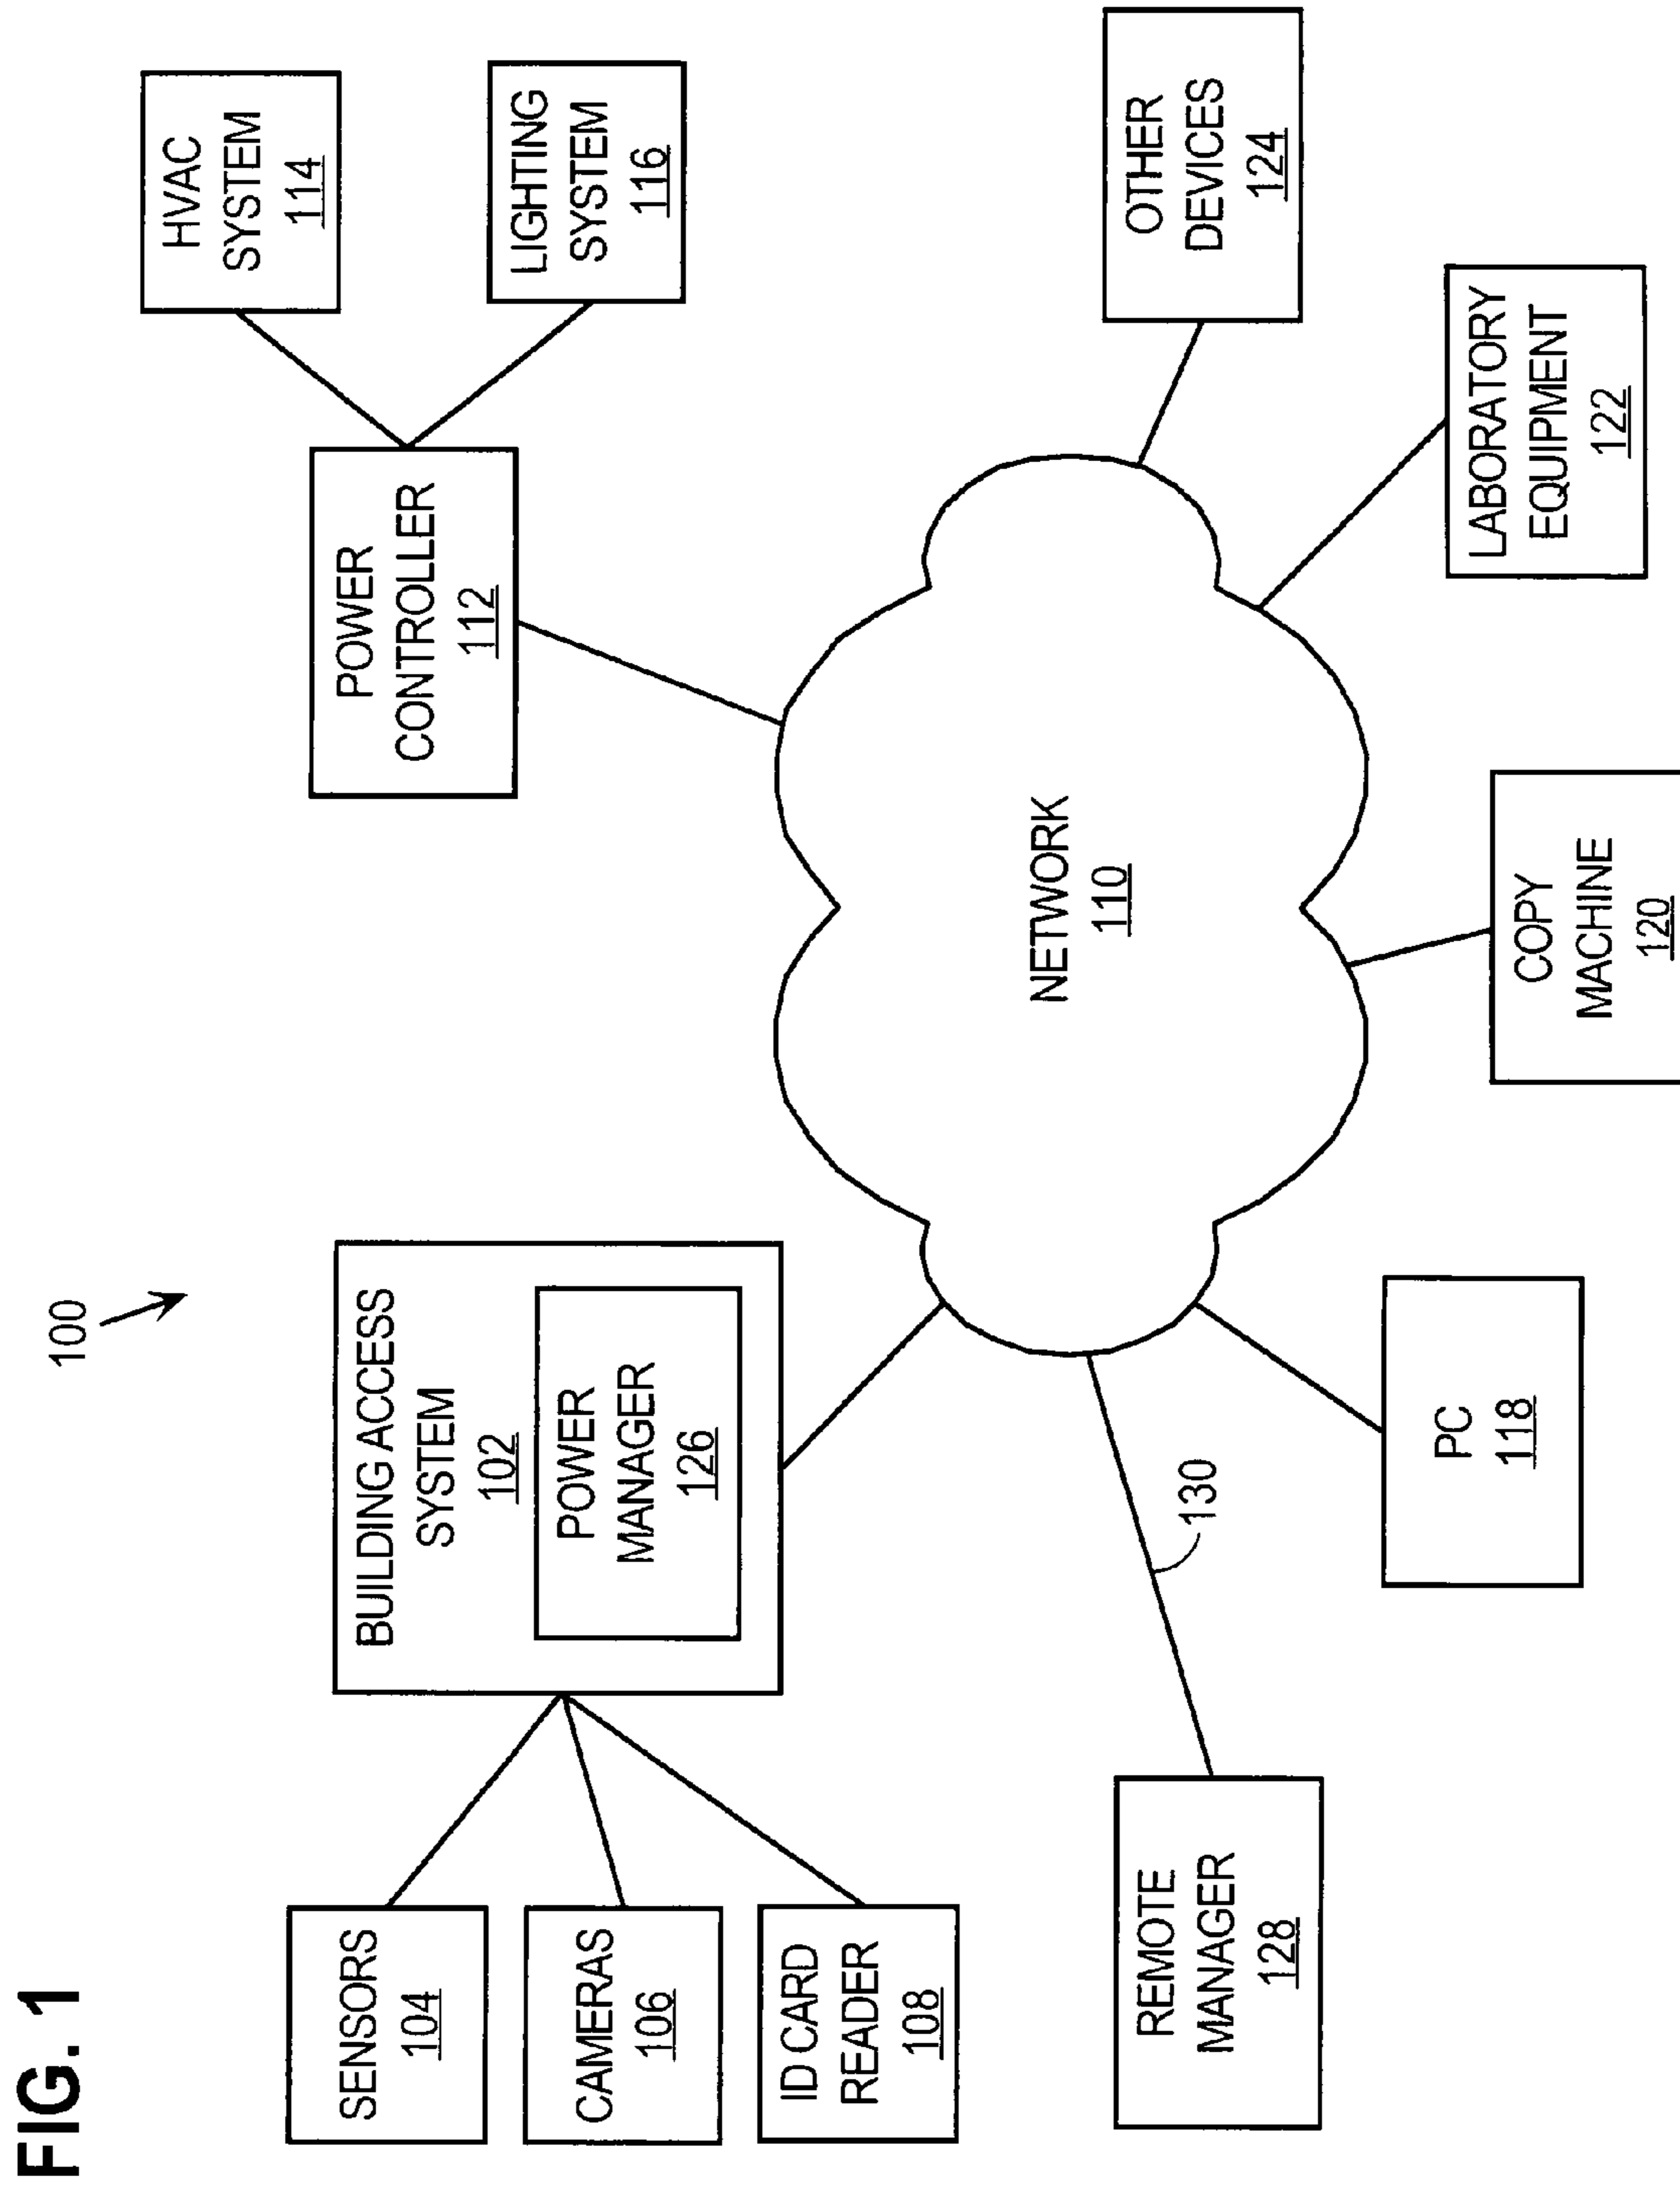 FIG. 1
100
SENSORS
104
CAMERAS
106
ID CARD
READER
108
BUILDING ACCESS
SYSTEM
102
POWER
MANAGER
126
POWER
CONTROLLER
112
HVAC
SYSTEM
114
LIGHTING
SYSTEM
116
NETWORK
110
REMOTE
MANAGER
128
130
PC
118
COPY
MACHINE
120
LABORATORY
EQUIPMENT
122
OTHER
DEVICES
124